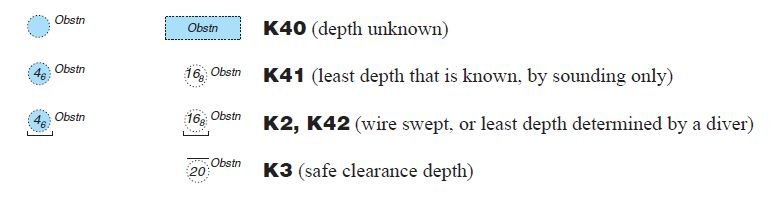 Obstn Obstn K40 (depth unknown)
4₆ Obstn 16₈ Obstn K41 (least depth that is known, by sounding only)
4₆ Obstn 16₈ Obstn K2, K42 (wire swept, or least depth determined by a diver)
20 Obstn K3 (safe clearance depth)